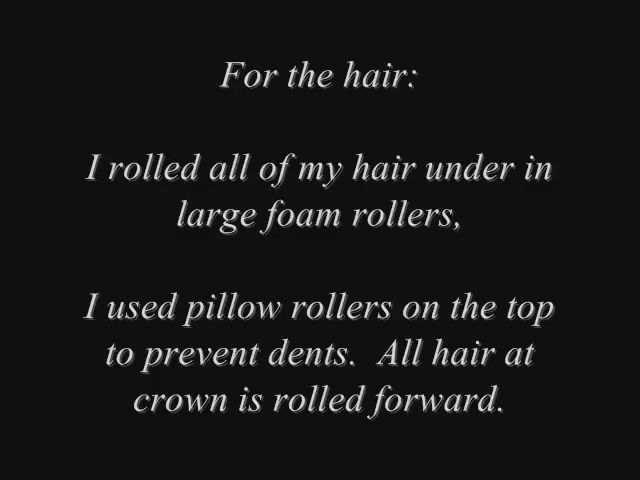 For the hair:
I rolled all of my hair under in
large foam rollers,
I used pillow rollers on the top
to prevent dents.  All hair at
crown is rolled forward.